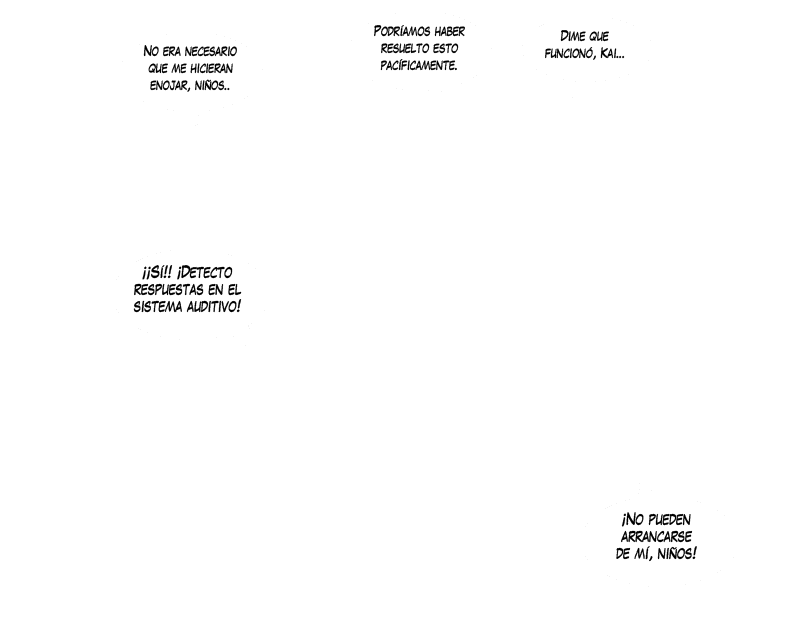 No era necesario
que me hicieran
enojar, niños..
Podríamos haber
resuelto esto
pacíficamente.
Dime que
funcionó, Kai...
¡¡Sí!! ¡Detecto
respuestas en el
sistema auditivo!
¡No pueden
arrancarse
de mí, niños!